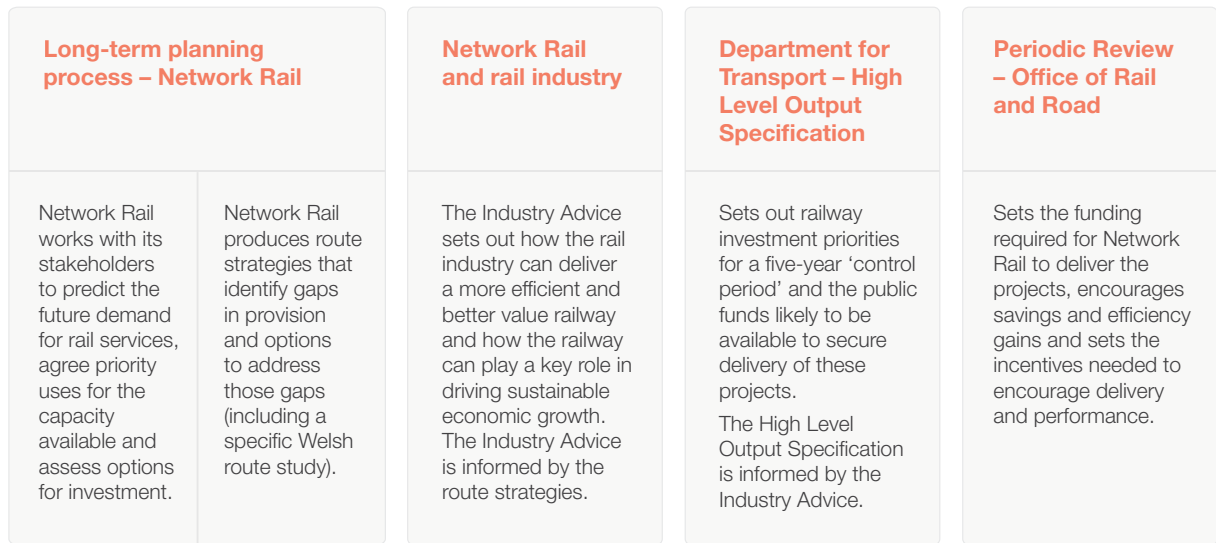 Long-term planning
process – Network Rail
Network Rail
works with its
stakeholders
to predict the
future demand
for rail services,
agree priority
uses for the
capacity
available and
assess options
for investment.
Network Rail
produces route
strategies that
identify gaps
in provision
and options
to address
those gaps
(including a
specific Welsh
route study).
Network Rail
and rail industry
The Industry Advice
sets out how the rail
industry can deliver
a more efficient and
better value railway
and how the railway
can play a key role in
driving sustainable
economic growth.
The Industry Advice
is informed by the
route strategies.
Department for
Transport – High
Level Output
Specification
Sets out railway
investment priorities
for a five-year ‘control
period’ and the public
funds likely to be
available to secure
delivery of these
projects.
The High Level
Output Specification
is informed by the
Industry Advice.
Periodic Review
– Office of Rail
and Road
Sets the funding
required for Network
Rail to deliver the
projects, encourages
savings and efficiency
gains and sets the
incentives needed to
encourage delivery
and performance.